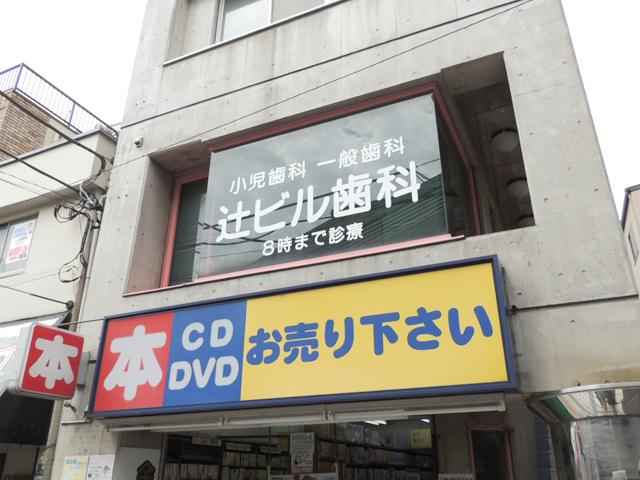 小児歯科 一般歯科
辻ビル歯科
8時まで診療
本
CD
DVD
お売り下さい
本